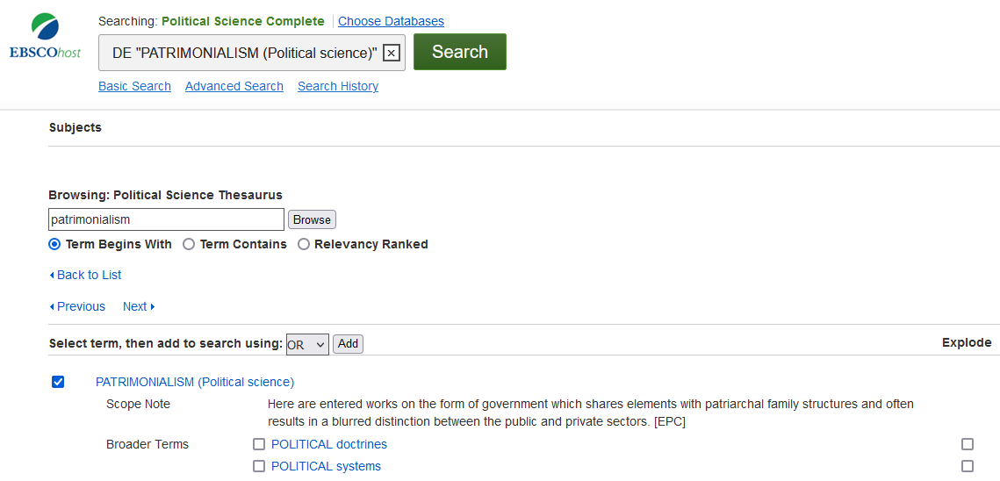 EBSCOhost
Searching: Political Science Complete Choose Databases
DE "PATRIMONIALISM (Political science)" Search
Basic Search Advanced Search Search History
Subjects
Browsing: Political Science Thesaurus
patrimonialism Browse
Term Begins With Term Contains Relevancy Ranked
Back to List
Previous Next
Select term, then add to search using: OR Add Explode
PATRIMONIALISM (Political science)
Scope Note Here are entered works on the form of government which shares elements with patriarchal family structures and often
results in a blurred distinction between the public and private sectors. [EPC]
Broader Terms POLITICAL doctrines
POLITICAL systems